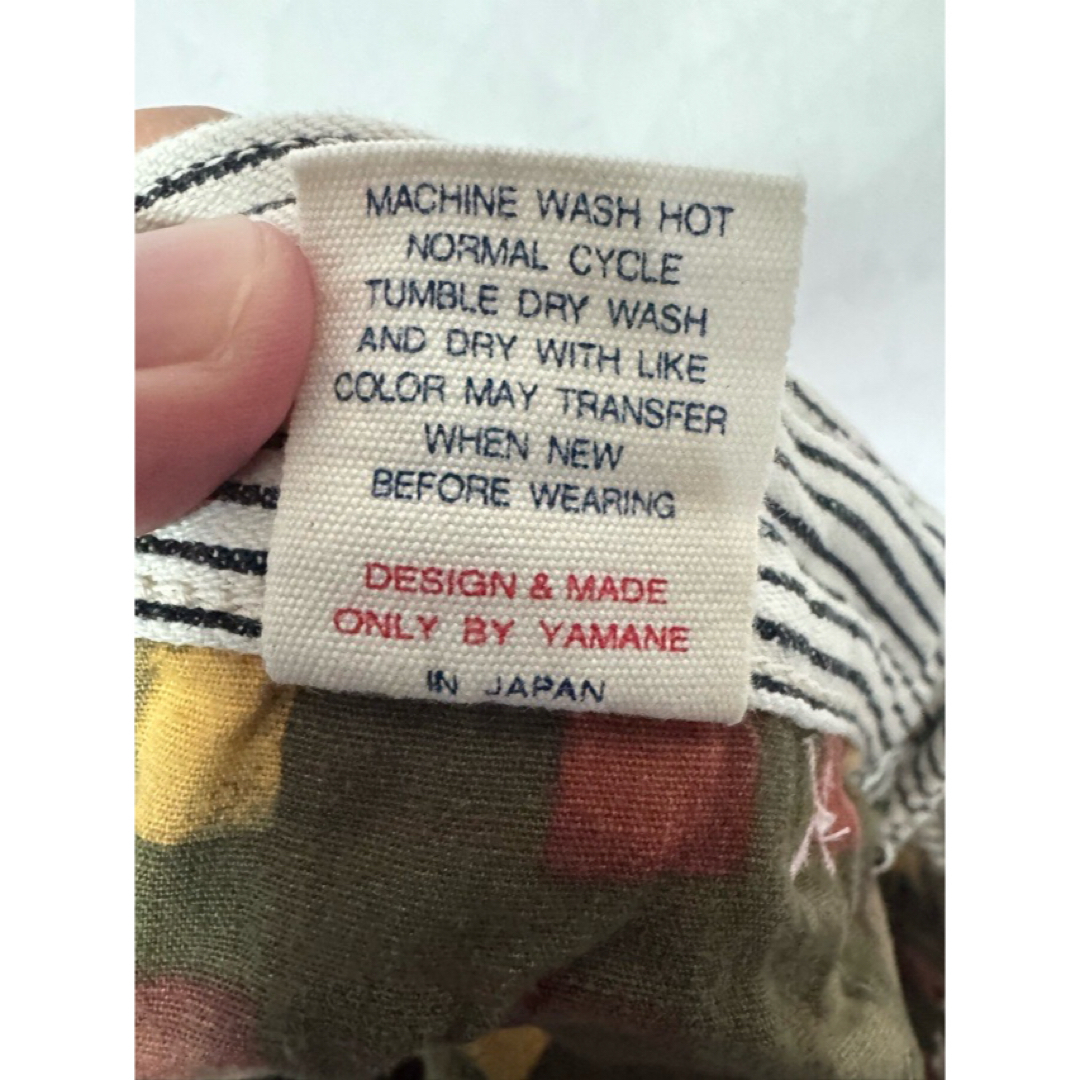 MACHINE WASH HOT
NORMAL CYCLE
TUMBLE DRY WASH
AND DRY WITH LIKE
COLOR MAY TRANSFER
WHEN NEW
BEFORE WEARING
DESIGN & MADE
ONLY BY YAMANE
IN JAPAN